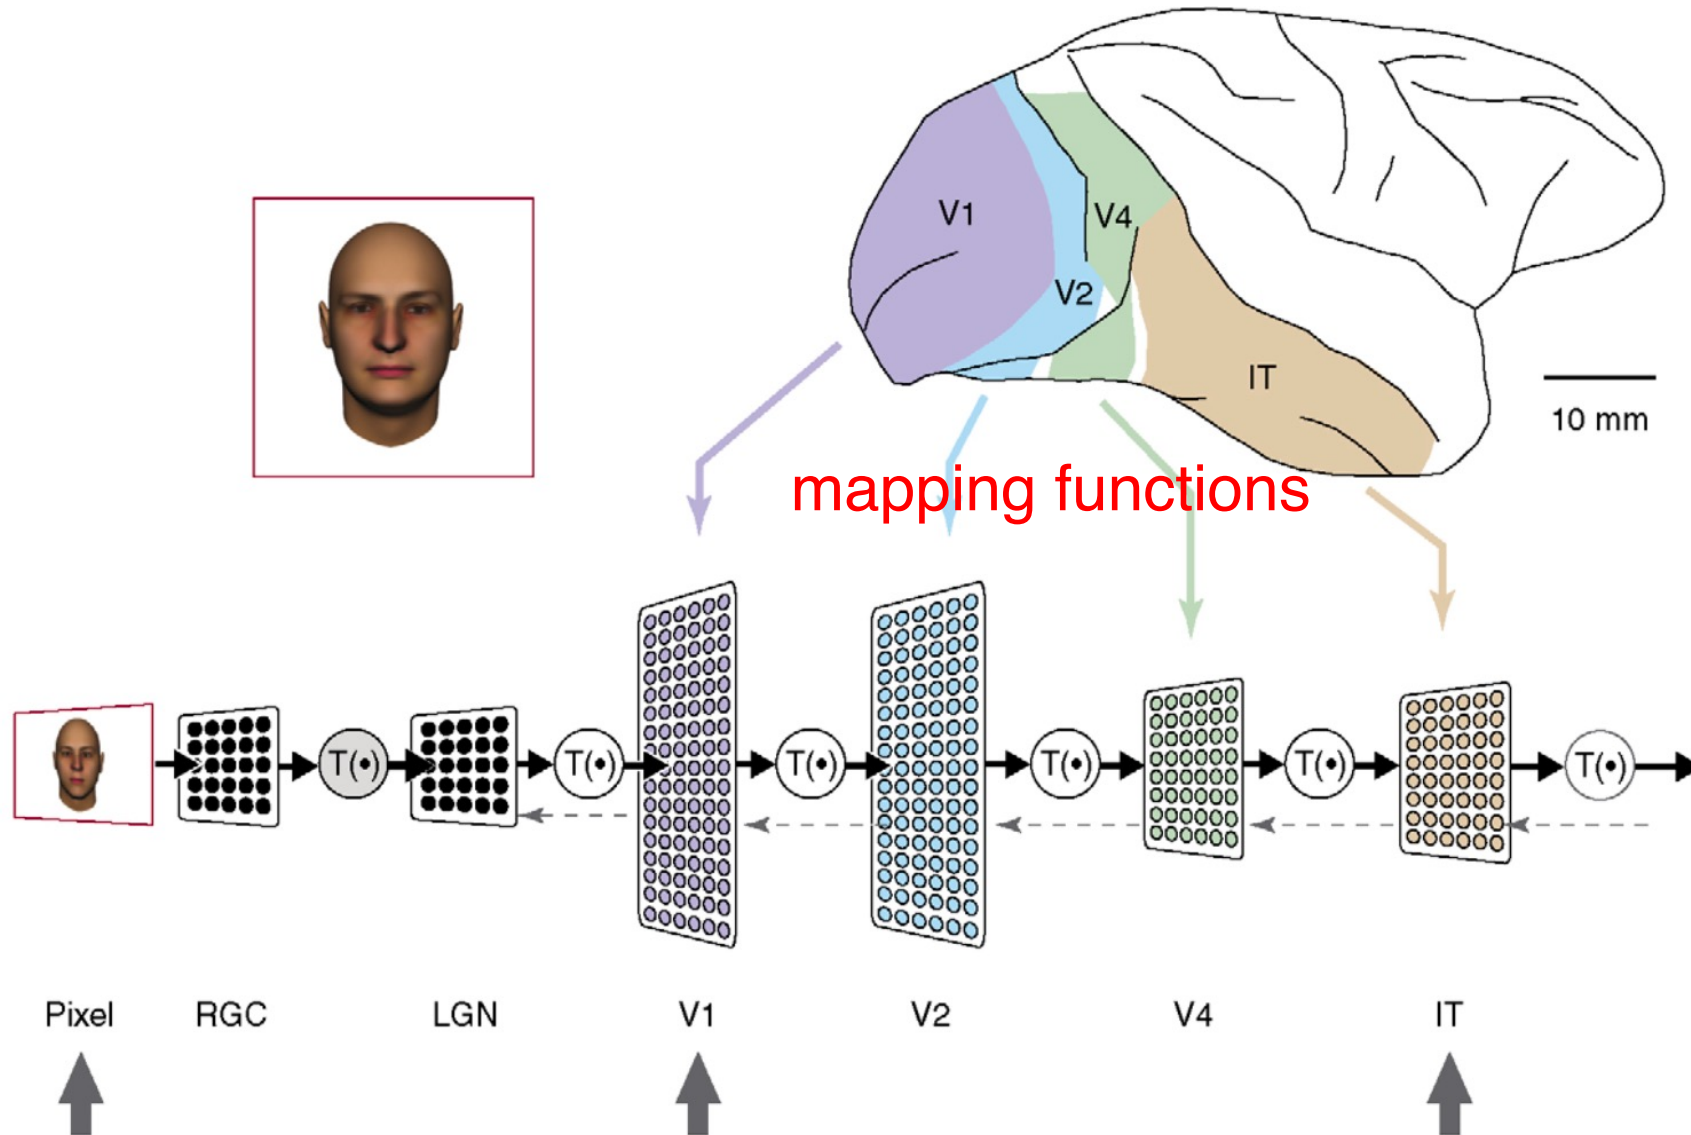 V1
V4
V2
IT
10 mm
mapping functions
T(•)
T(•)
T(•)
T(•)
T(•)
T(•)
Pixel
RGC
LGN
V1
V2
V4
IT